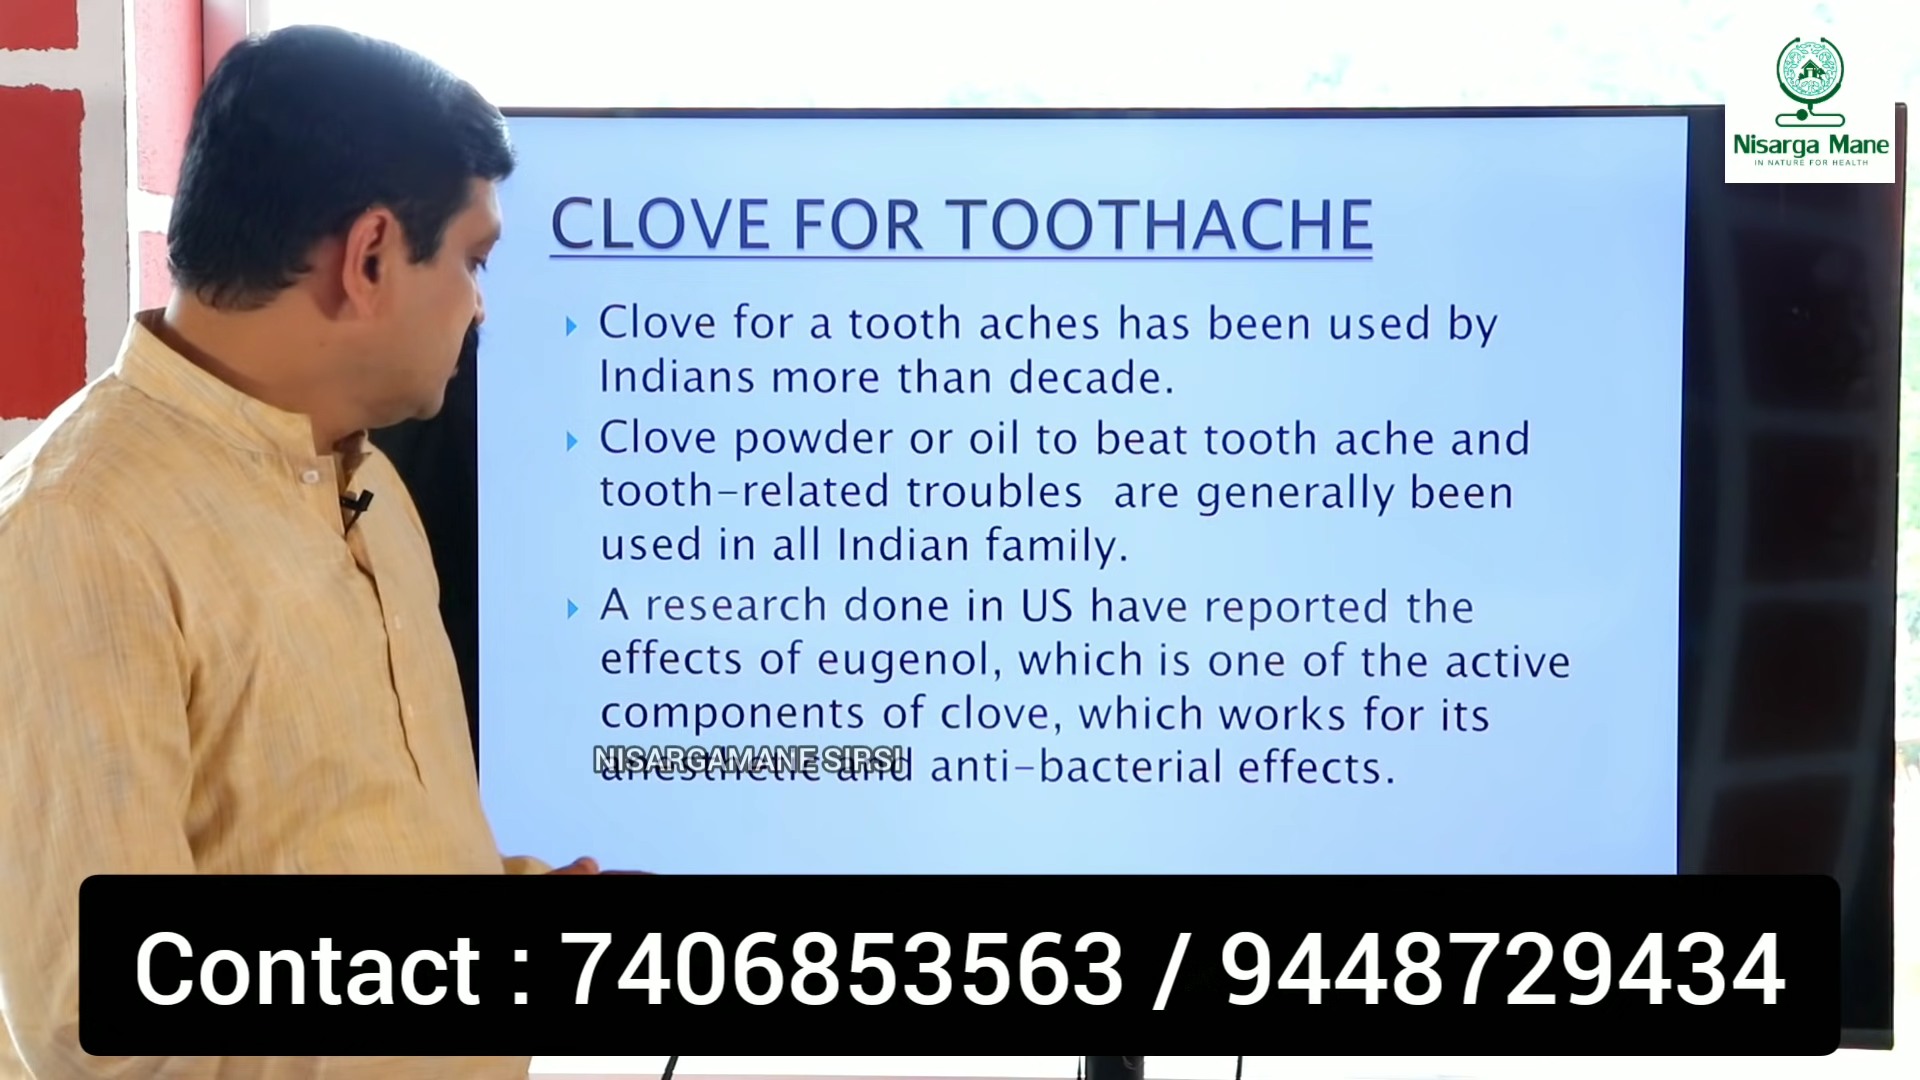 Nisarga Mane
IN NATURE FOR HEALTH
CLOVE FOR TOOTHACHE
Clove for a tooth aches has been used by
Indians more than decade.
Clove powder or oil to beat tooth ache and
tooth-related troubles are generally been
used in all Indian family.
A research done in US have reported the
effects of eugenol, which is one of the active
components of clove, which works for its
anesthetic and anti-bacterial effects.
NISARGAMANE SIRSI
Contact : 7406853563 / 9448729434